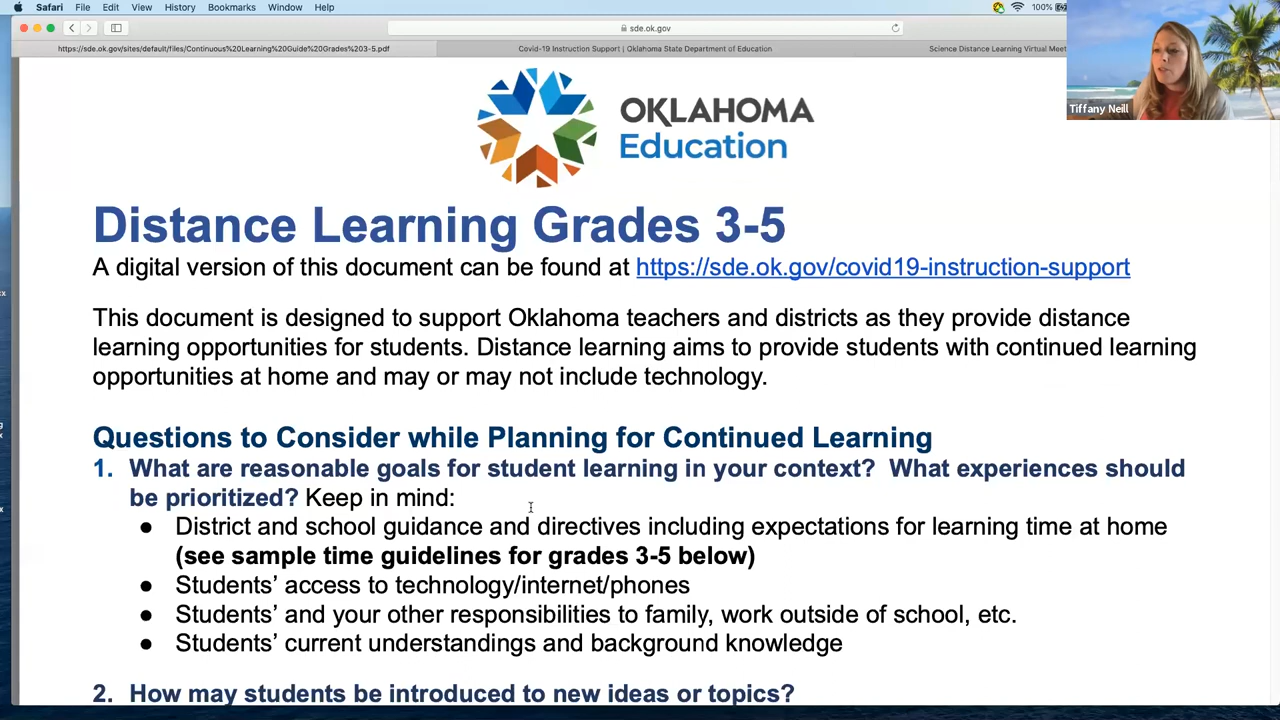 Safari File Edit View History Bookmarks Window Help 100%
sde.ok.gov
https://sde.ok.gov/sites/default/files/Continuous%20Learning%20Guide%20Grades%203-5.pdf Covid-19 Instruction Support | Oklahoma State Department of Education Science Distance Learning Virtual Meet
Tiffany Neill
OKLAHOMA
Education
Distance Learning Grades 3-5
A digital version of this document can be found at https://sde.ok.gov/covid19-instruction-support
This document is designed to support Oklahoma teachers and districts as they provide distance
learning opportunities for students. Distance learning aims to provide students with continued learning
opportunities at home and may or may not include technology.
Questions to Consider while Planning for Continued Learning
1. What are reasonable goals for student learning in your context? What experiences should
be prioritized? Keep in mind:
● District and school guidance and directives including expectations for learning time at home
(see sample time guidelines for grades 3-5 below)
● Students’ access to technology/internet/phones
● Students’ and your other responsibilities to family, work outside of school, etc.
● Students’ current understandings and background knowledge
2. How may students be introduced to new ideas or topics?